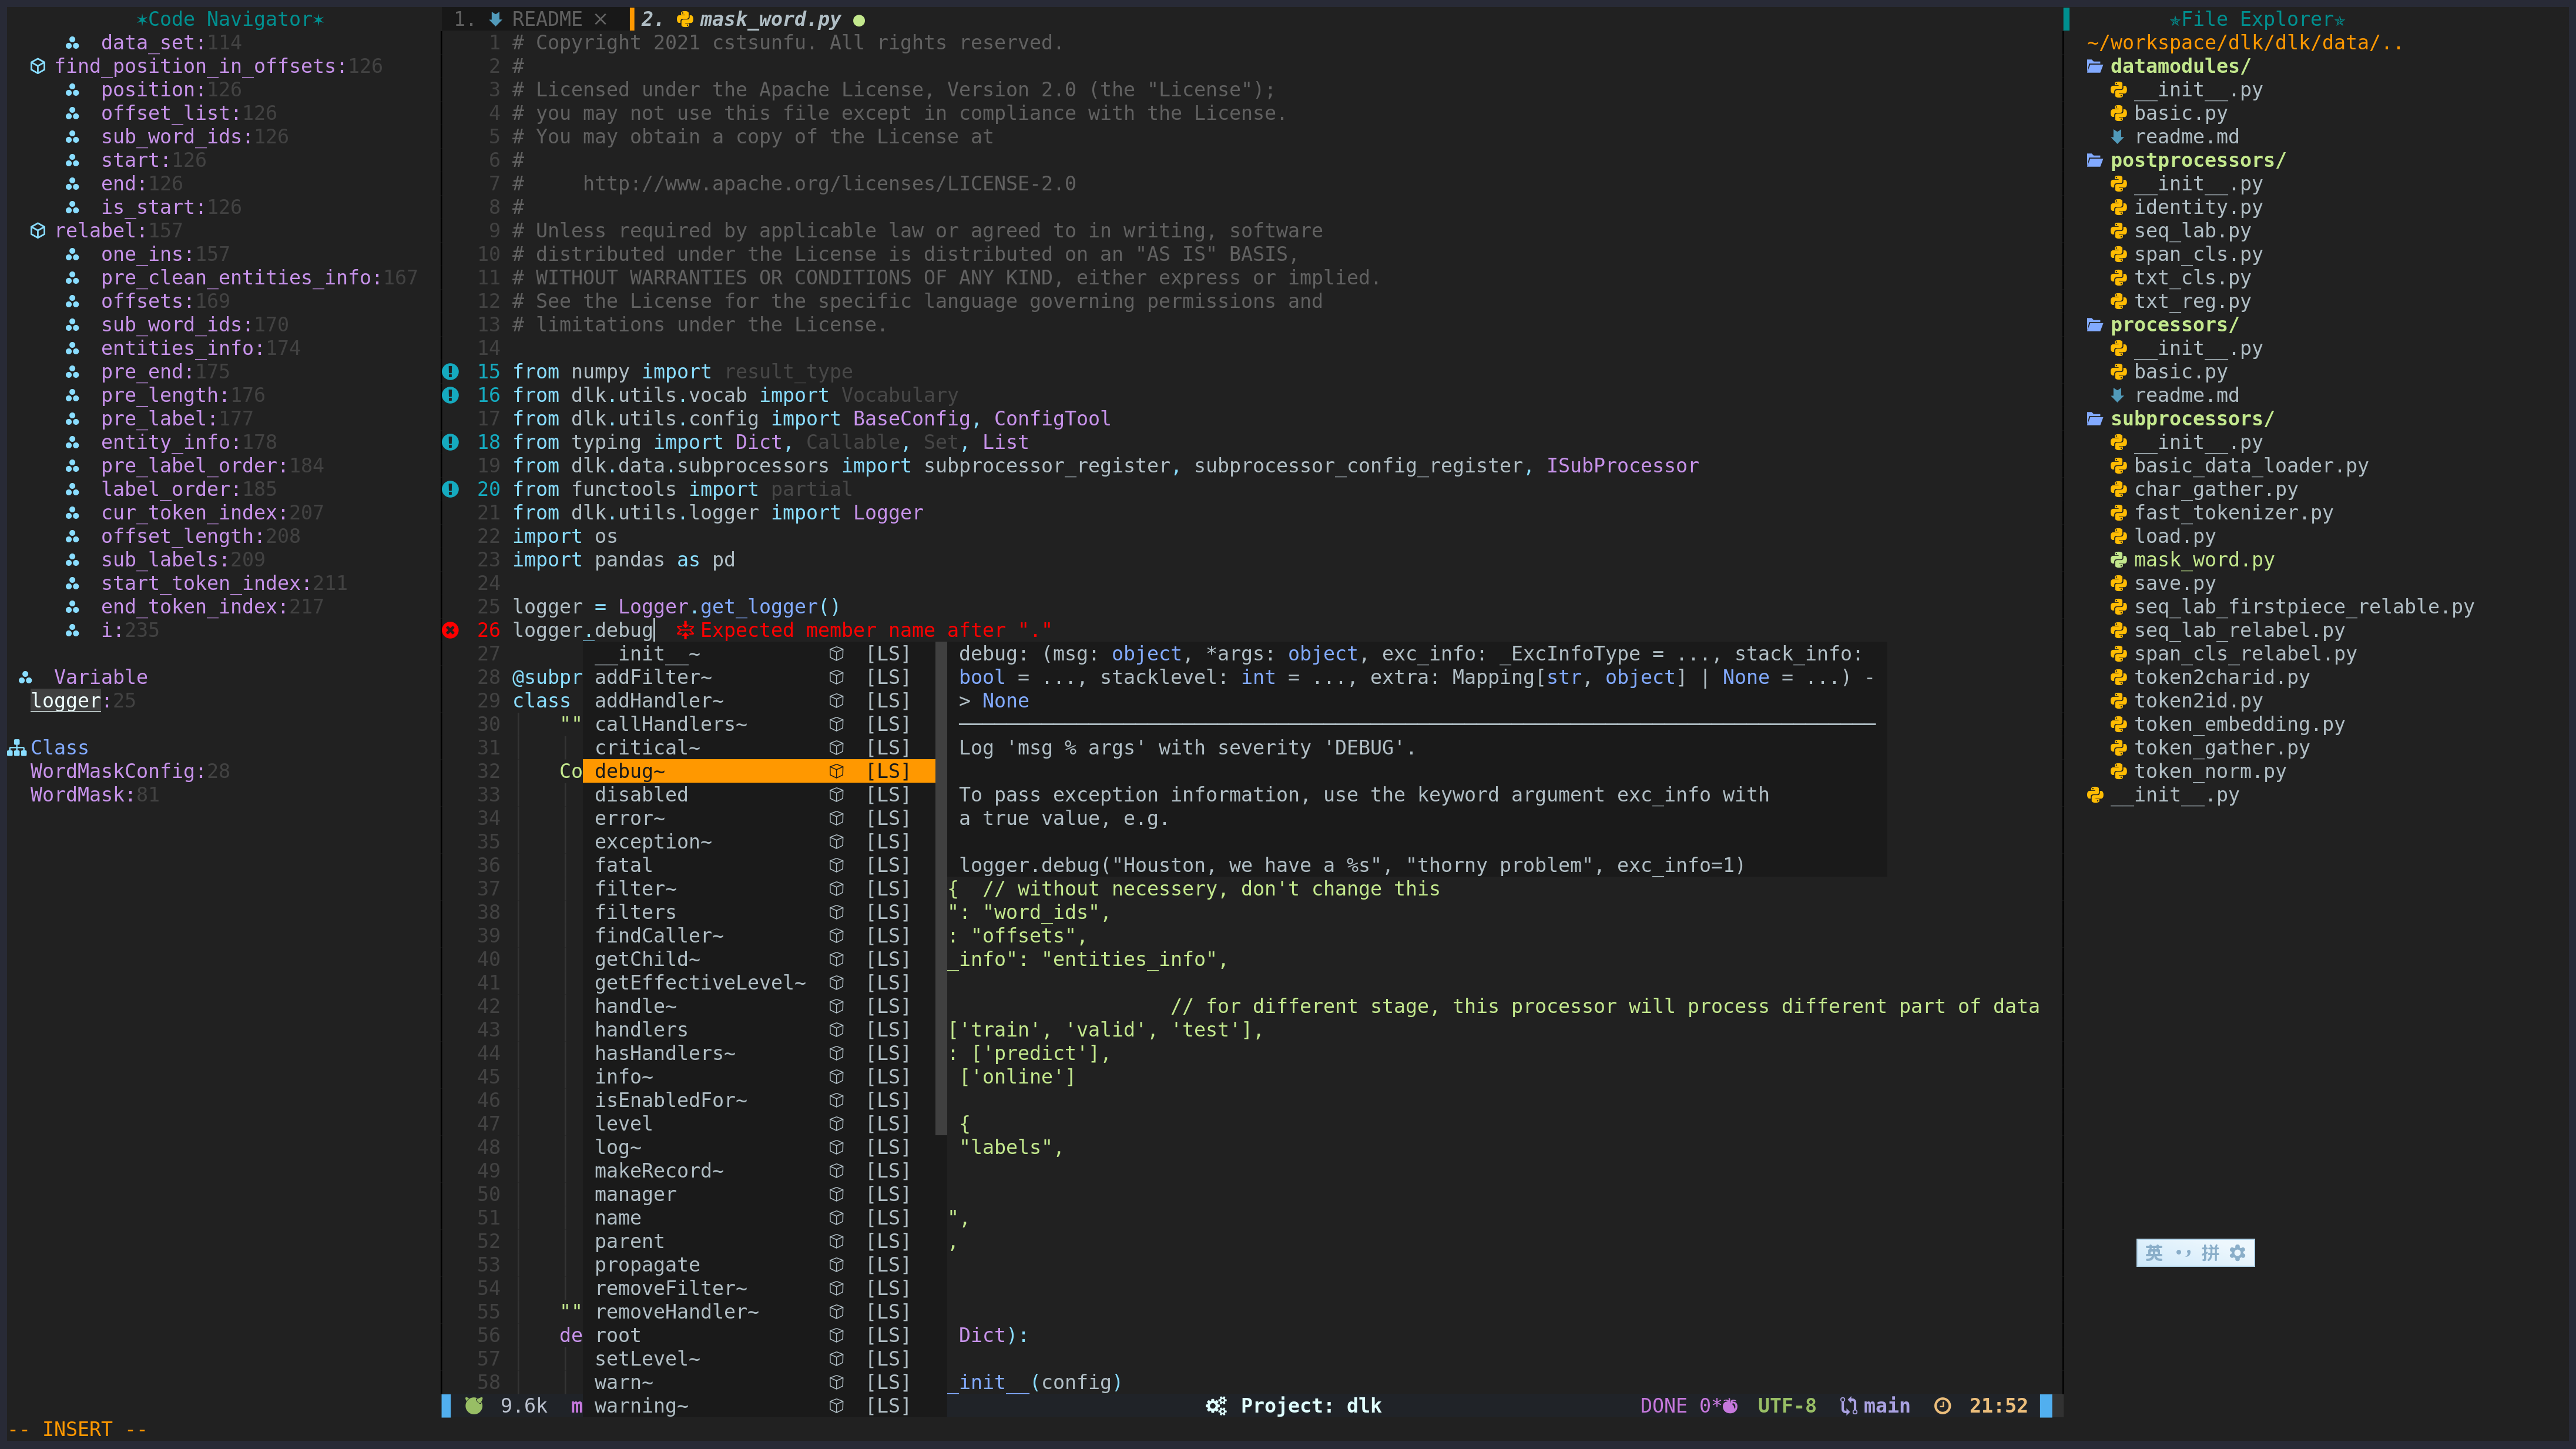 ✶Code Navigator✶
data_set:114
find_position_in_offsets:126
position:126
offset_list:126
sub_word_ids:126
start:126
end:126
is_start:126
relabel:157
one_ins:157
pre_clean_entities_info:167
offsets:169
sub_word_ids:170
entities_info:174
pre_end:175
pre_length:176
pre_label:177
entity_info:178
pre_label_order:184
label_order:185
cur_token_index:207
offset_length:208
sub_labels:209
start_token_index:211
end_token_index:217
i:235
Variable
logger:25
Class
WordMaskConfig:28
WordMask:81
1. README × 2. mask_word.py ●
1 # Copyright 2021 cstsunfu. All rights reserved.
2 #
3 # Licensed under the Apache License, Version 2.0 (the "License");
4 # you may not use this file except in compliance with the License.
5 # You may obtain a copy of the License at
6 #
7 #     http://www.apache.org/licenses/LICENSE-2.0
8 #
9 # Unless required by applicable law or agreed to in writing, software
10 # distributed under the License is distributed on an "AS IS" BASIS,
11 # WITHOUT WARRANTIES OR CONDITIONS OF ANY KIND, either express or implied.
12 # See the License for the specific language governing permissions and
13 # limitations under the License.
14
15 from numpy import result_type
16 from dlk.utils.vocab import Vocabulary
17 from dlk.utils.config import BaseConfig, ConfigTool
18 from typing import Dict, Callable, Set, List
19 from dlk.data.subprocessors import subprocessor_register, subprocessor_config_register, ISubProcessor
20 from functools import partial
21 from dlk.utils.logger import Logger
22 import os
23 import pandas as pd
24
25 logger = Logger.get_logger()
26 logger.debug Expected member name after "."
27 __init__~ [LS] debug: (msg: object, *args: object, exc_info: _ExcInfoType = ..., stack_info:
28 @subpr addFilter~ [LS] bool = ..., stacklevel: int = ..., extra: Mapping[str, object] | None = ...) -
29 class addHandler~ [LS] > None
30 "" callHandlers~ [LS]
31 critical~ [LS] Log 'msg % args' with severity 'DEBUG'.
32 Co debug~ [LS]
33 disabled [LS] To pass exception information, use the keyword argument exc_info with
34 error~ [LS] a true value, e.g.
35 exception~ [LS]
36 fatal [LS] logger.debug("Houston, we have a %s", "thorny problem", exc_info=1)
37 filter~ [LS] {  // without necessery, don't change this
38 filters [LS] ": "word_ids",
39 findCaller~ [LS] : "offsets",
40 getChild~ [LS] _info": "entities_info",
41 getEffectiveLevel~ [LS]
42 handle~ [LS] // for different stage, this processor will process different part of data
43 handlers [LS] ['train', 'valid', 'test'],
44 hasHandlers~ [LS] : ['predict'],
45 info~ [LS] ['online']
46 isEnabledFor~ [LS]
47 level [LS] {
48 log~ [LS] "labels",
49 makeRecord~ [LS]
50 manager [LS]
51 name [LS] ",
52 parent [LS] ,
53 propagate [LS]
54 removeFilter~ [LS]
55 "" removeHandler~ [LS]
56 de root [LS] Dict):
57 setLevel~ [LS]
58 warn~ [LS] _init__(config)
warning~ [LS]
9.6k m Project: dlk DONE 0* UTF-8 main 21:52
-- INSERT --
✶File Explorer✶
~/workspace/dlk/dlk/data/..
datamodules/
__init__.py
basic.py
readme.md
postprocessors/
__init__.py
identity.py
seq_lab.py
span_cls.py
txt_cls.py
txt_reg.py
processors/
__init__.py
basic.py
readme.md
subprocessors/
__init__.py
basic_data_loader.py
char_gather.py
fast_tokenizer.py
load.py
mask_word.py
save.py
seq_lab_firstpiece_relable.py
seq_lab_relabel.py
span_cls_relabel.py
token2charid.py
token2id.py
token_embedding.py
token_gather.py
token_norm.py
__init__.py
英 •, 拼